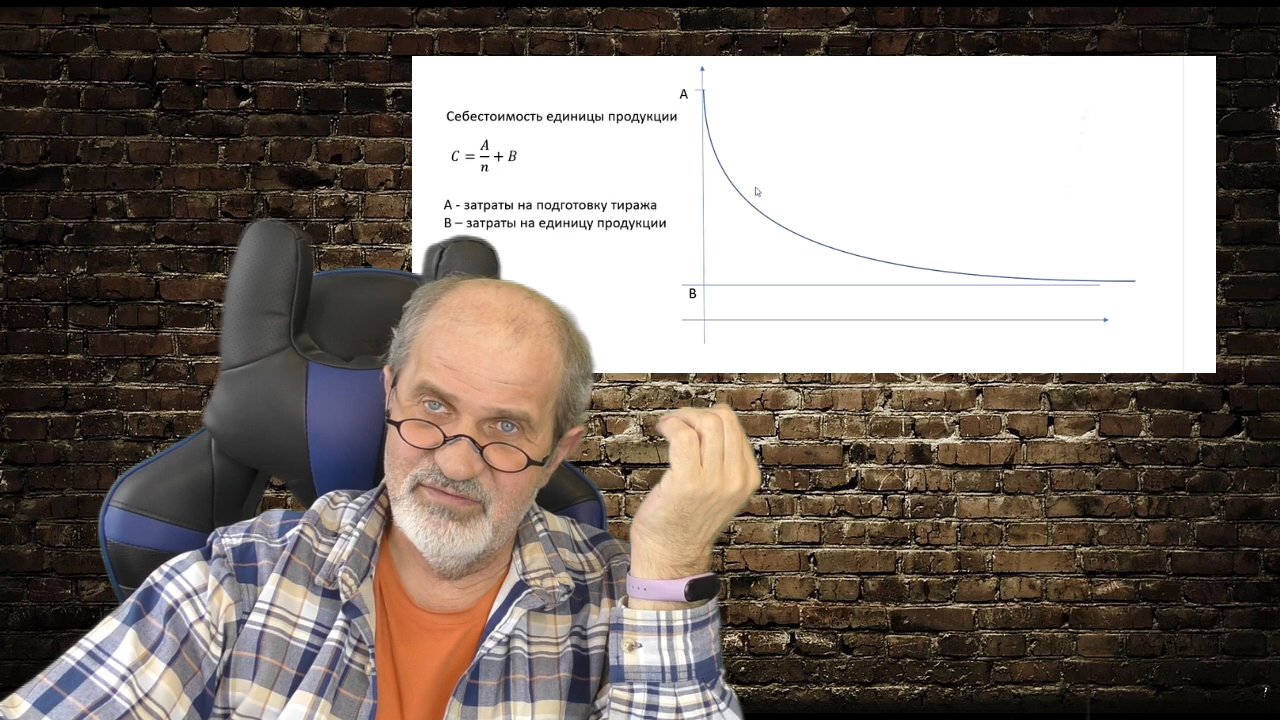 A
Себестоимость единицы продукции
C = A/n + B
А - затраты на подготовку тиража
В – затраты на единицу продукции
B